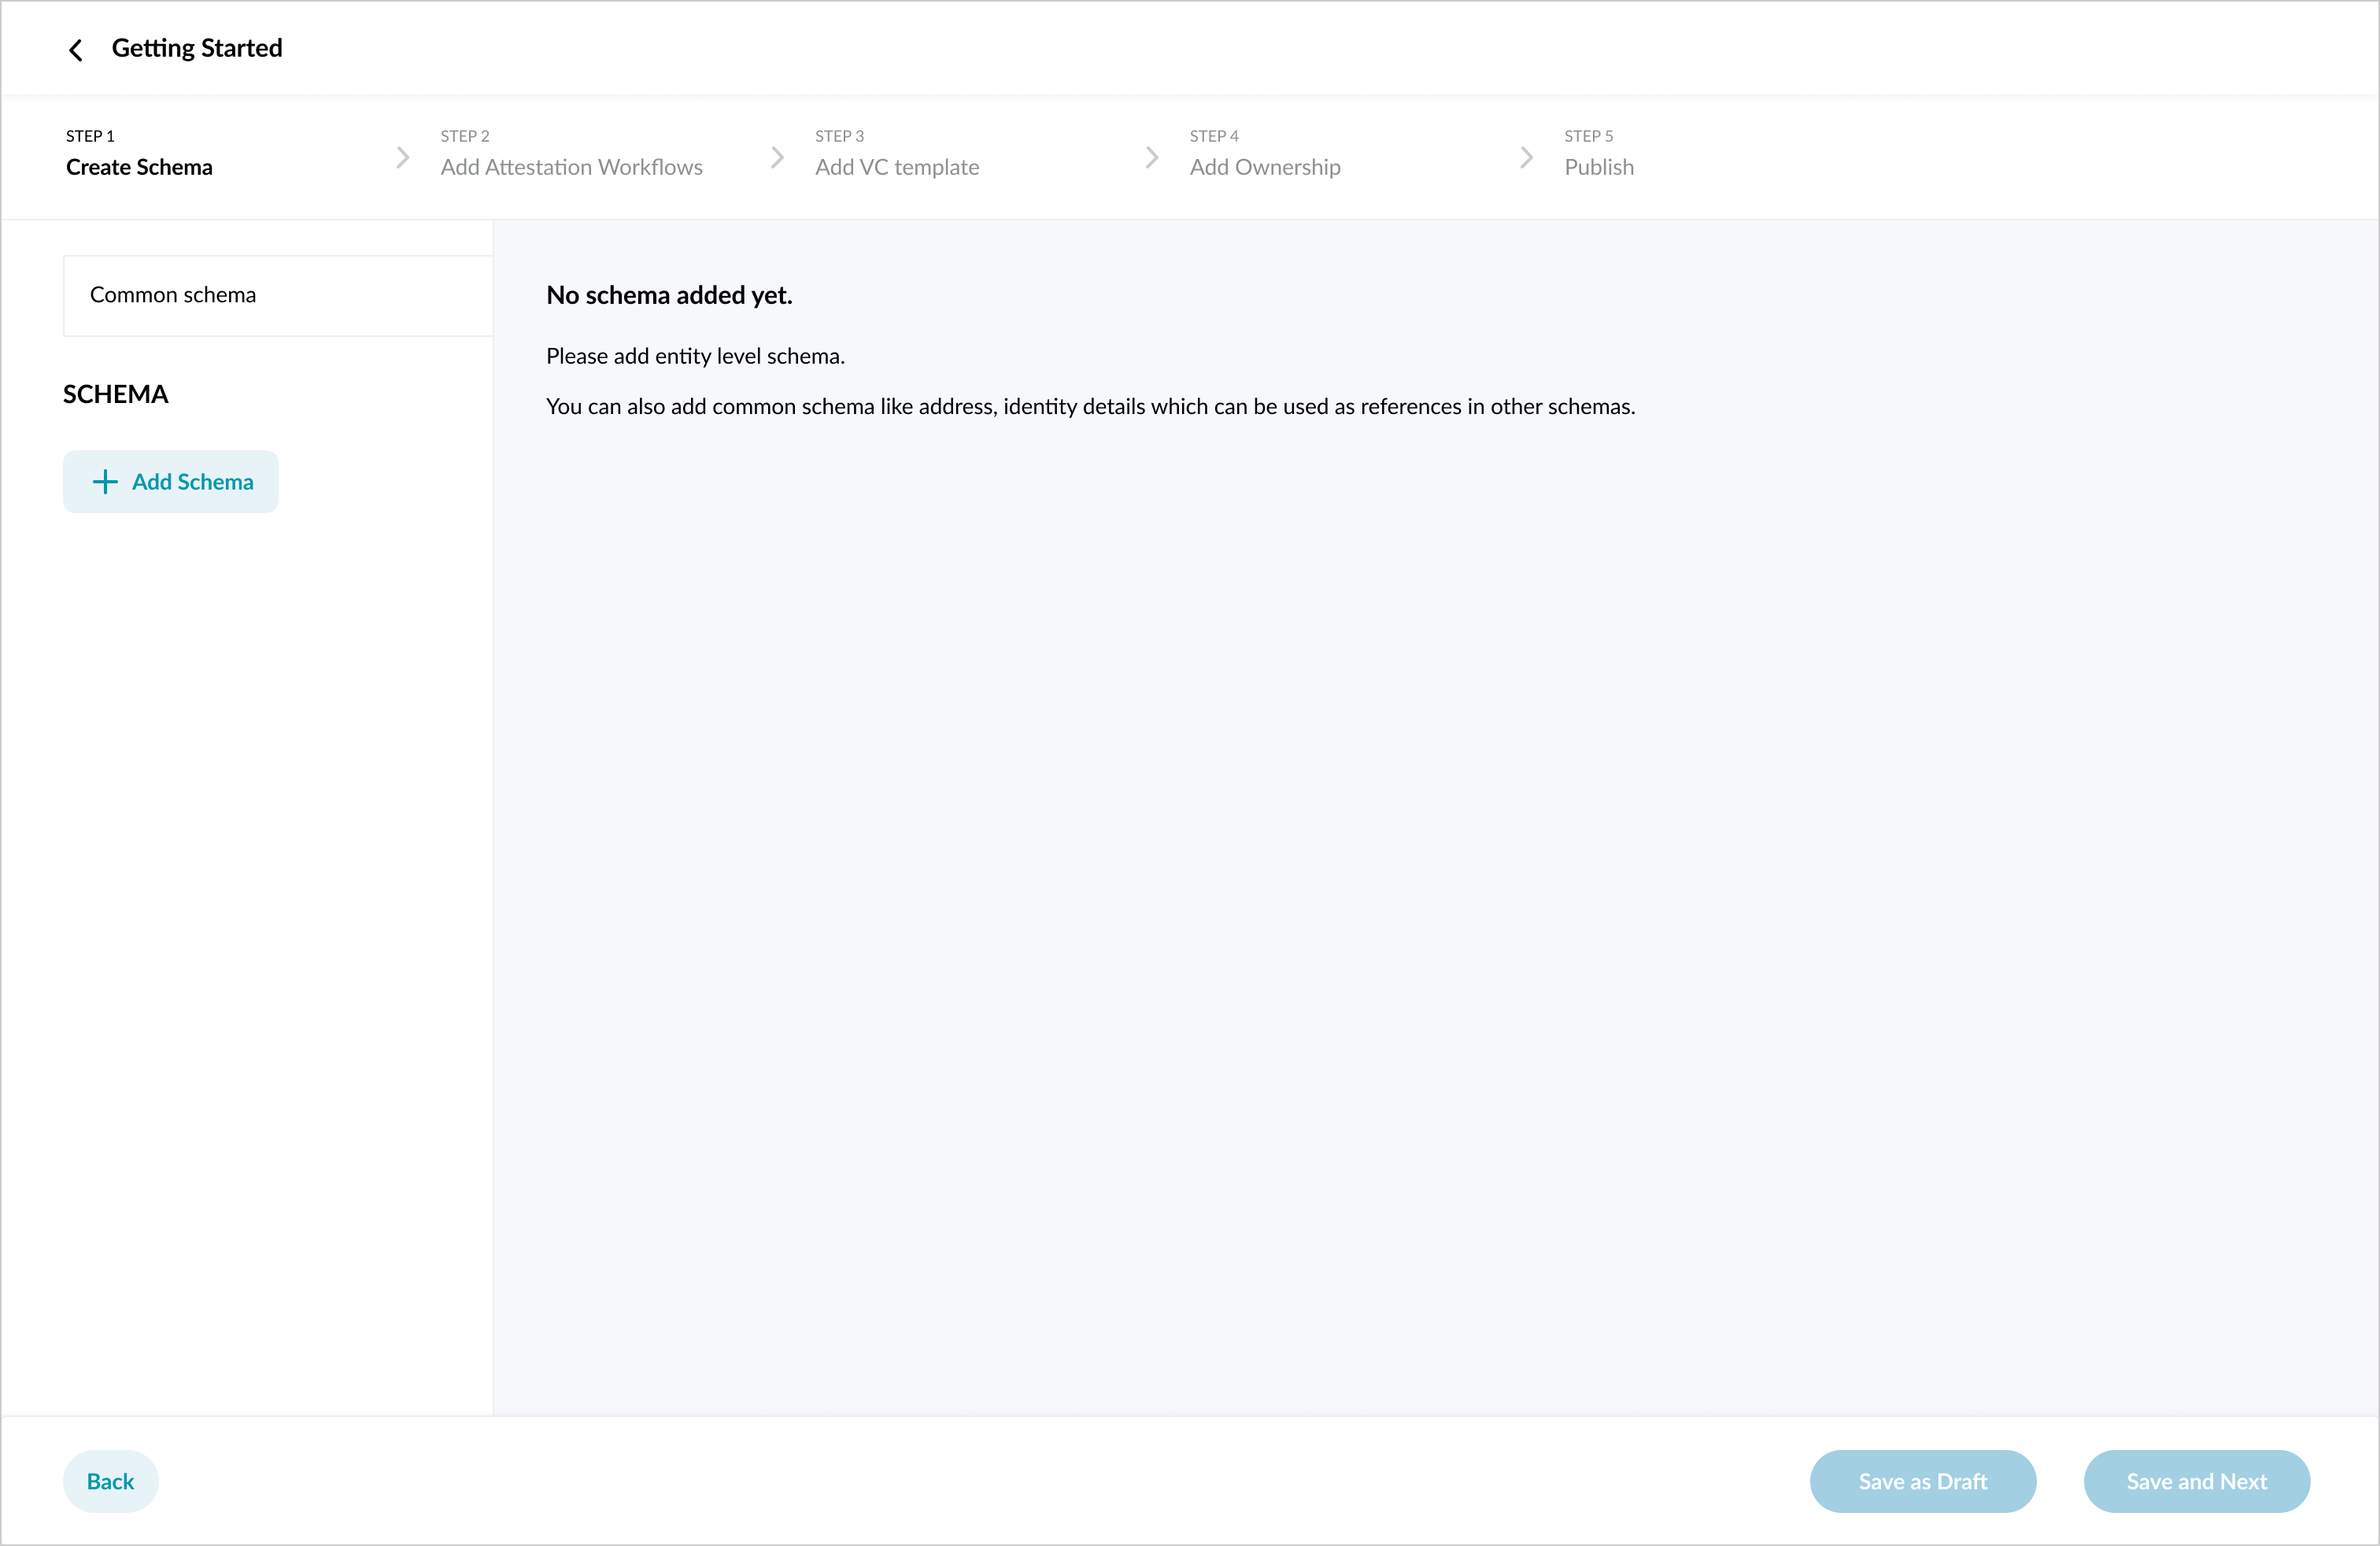 Getting Started
STEP 1
Create Schema
STEP 2
Add Attestation Workflows
STEP 3
Add VC template
STEP 4
Add Ownership
STEP 5
Publish
Common schema
SCHEMA
Add Schema
No schema added yet.
Please add entity level schema.
You can also add common schema like address, identity details which can be used as references in other schemas.
Back
Save as Draft
Save and Next